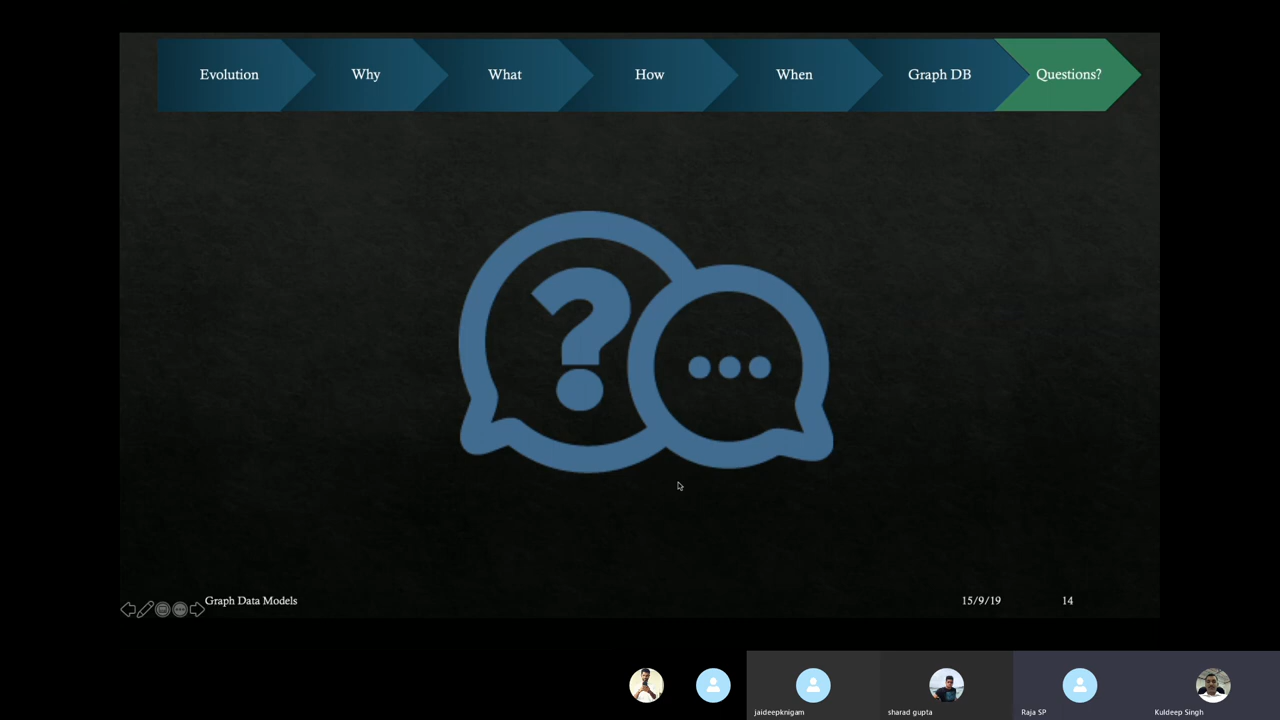 Evolution
Why
What
How
When
Graph DB
Questions?
?
Graph Data Models
15/9/19
14
jaideepknigam
sharad gupta
Raja SP
Kuldeep Singh